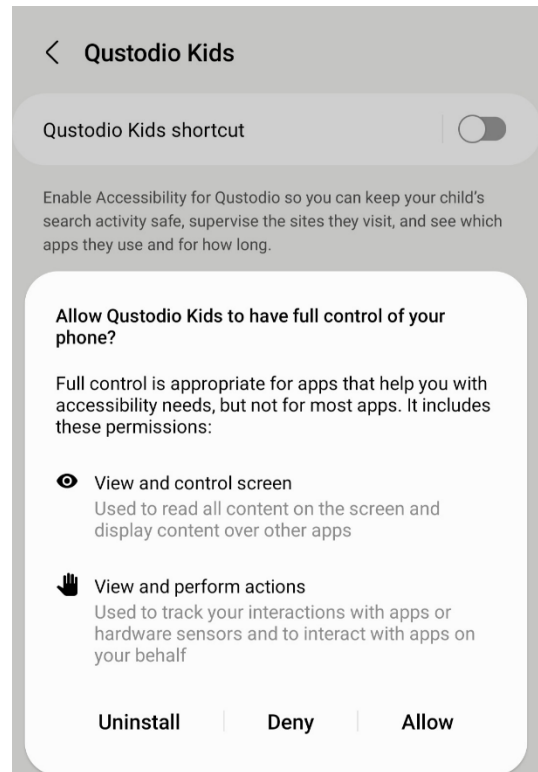 Qustodio Kids
Qustodio Kids shortcut
Enable Accessibility for Qustodio so you can keep your child's
search activity safe, supervise the sites they visit, and see which
apps they use and for how long.
Allow Qustodio Kids to have full control of your
phone?
Full control is appropriate for apps that help you with
accessibility needs, but not for most apps. It includes
these permissions:
View and control screen
Used to read all content on the screen and
display content over other apps
View and perform actions
Used to track your interactions with apps or
hardware sensors and to interact with apps on
your behalf
Uninstall Deny Allow